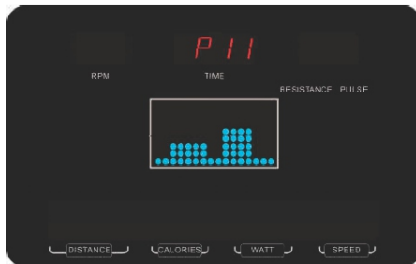 P11
RPM
TIME
RESISTANCE PULSE
DISTANCE
CALORIES
WATT
SPEED